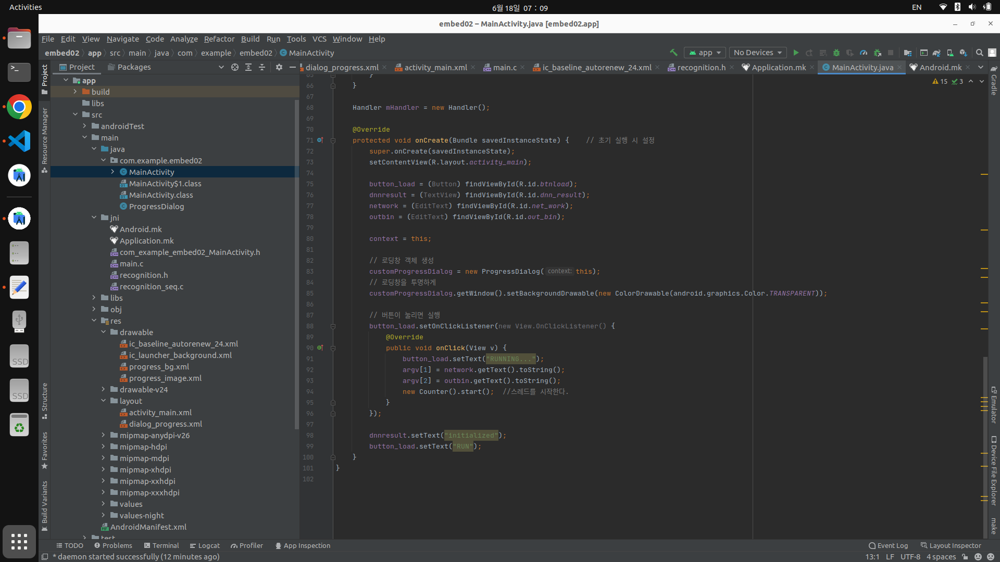 Activities
6월 18일 07 : 09
EN
embed02 – MainActivity.java [embed02.app]
File Edit View Navigate Code Analyze Refactor Build Run Tools VCS Window Help
embed02 app src main java com example embed02 MainActivity
app No Devices
Project Packages
dialog_progress.xml activity_main.xml main.c ic_baseline_autorenew_24.xml recognition.h Application.mk MainActivity.java Android.mk
15 3
Project
Resource Manager
Structure
Favorites
Build Variants
app
build
libs
src
androidTest
main
java
com.example.embed02
MainActivity
MainActivity$1.class
MainActivity.class
ProgressDialog
jni
Android.mk
Application.mk
com_example_embed02_MainActivity.h
main.c
recognition.h
recognition_seq.c
libs
obj
res
drawable
ic_baseline_autorenew_24.xml
ic_launcher_background.xml
progress_bg.xml
progress_image.xml
drawable-v24
layout
activity_main.xml
dialog_progress.xml
mipmap-anydpi-v26
mipmap-hdpi
mipmap-mdpi
mipmap-xhdpi
mipmap-xxhdpi
mipmap-xxxhdpi
values
values-night
AndroidManifest.xml
test
65 }
66 }
67
68 Handler mHandler = new Handler();
69
70 @Override
71 protected void onCreate(Bundle savedInstanceState) { // 초기 실행 시 설정
72 super.onCreate(savedInstanceState);
73 setContentView(R.layout.activity_main);
74
75 button_load = (Button) findViewById(R.id.btnload);
76 dnnresult = (TextView) findViewById(R.id.dnn_result);
77 network = (EditText) findViewById(R.id.net_work);
78 outbin = (EditText) findViewById(R.id.out_bin);
79
80 context = this;
81
82 // 로딩창 객체 생성
83 customProgressDialog = new ProgressDialog( context: this);
84 // 로딩창을 투명하게
85 customProgressDialog.getWindow().setBackgroundDrawable(new ColorDrawable(android.graphics.Color.TRANSPARENT));
86
87 // 버튼이 눌리면 실행
88 button_load.setOnClickListener(new View.OnClickListener() {
89 @Override
90 public void onClick(View v) {
91 button_load.setText("RUNNING...");
92 argv[1] = network.getText().toString();
93 argv[2] = outbin.getText().toString();
94 new Counter().start(); //스레드를 시작한다.
95 }
96 });
97
98 dnnresult.setText("initialized");
99 button_load.setText("RUN");
100 }
101 }
102
Gradle
Emulator
Device File Explorer
make
SSD
SSD
TODO Problems Terminal Logcat Profiler App Inspection
Event Log Layout Inspector
* daemon started successfully (12 minutes ago)
13:1 LF UTF-8 4 spaces